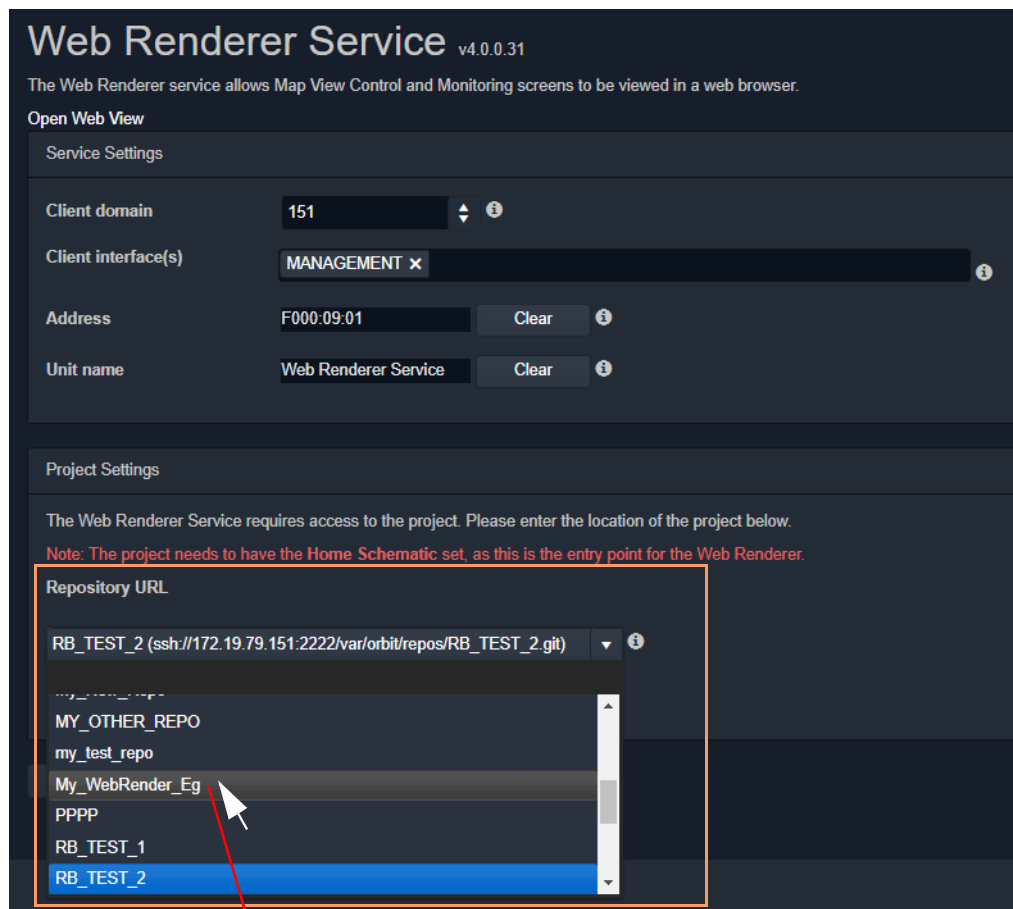 Web Renderer Service v4.0.0.31
The Web Renderer service allows Map View Control and Monitoring screens to be viewed in a web browser.
Open Web View
Service Settings
Client domain 151
Client interface(s) MANAGEMENT ×
Address F000:09:01 Clear
Unit name Web Renderer Service Clear
Project Settings
The Web Renderer Service requires access to the project. Please enter the location of the project below.
Note: The project needs to have the Home Schematic set, as this is the entry point for the Web Renderer.
Repository URL
RB_TEST_2 (ssh://172.19.79.151:2222/var/orbit/repos/RB_TEST_2.git)
MY_OTHER_REPO
my_test_repo
My_WebRender_Eg
PPPP
RB_TEST_1
RB_TEST_2